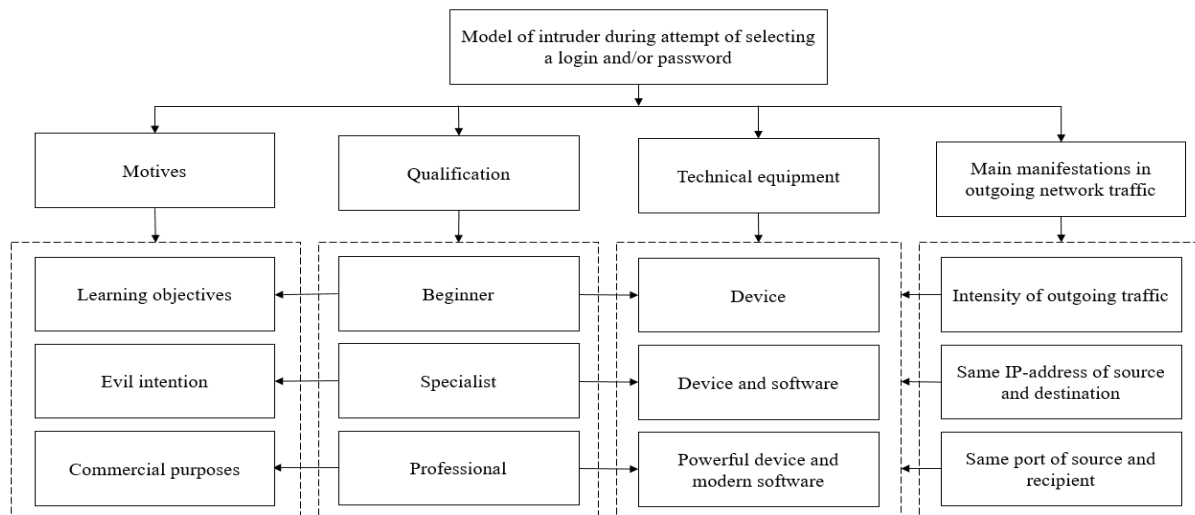 Model of intruder during attempt of selecting
a login and/or password
Motives
Qualification
Technical equipment
Main manifestations in
outgoing network traffic
Learning objectives
Beginner
Device
Intensity of outgoing traffic
Evil intention
Specialist
Device and software
Same IP-address of source
and destination
Commercial purposes
Professional
Powerful device and
modern software
Same port of source and
recipient